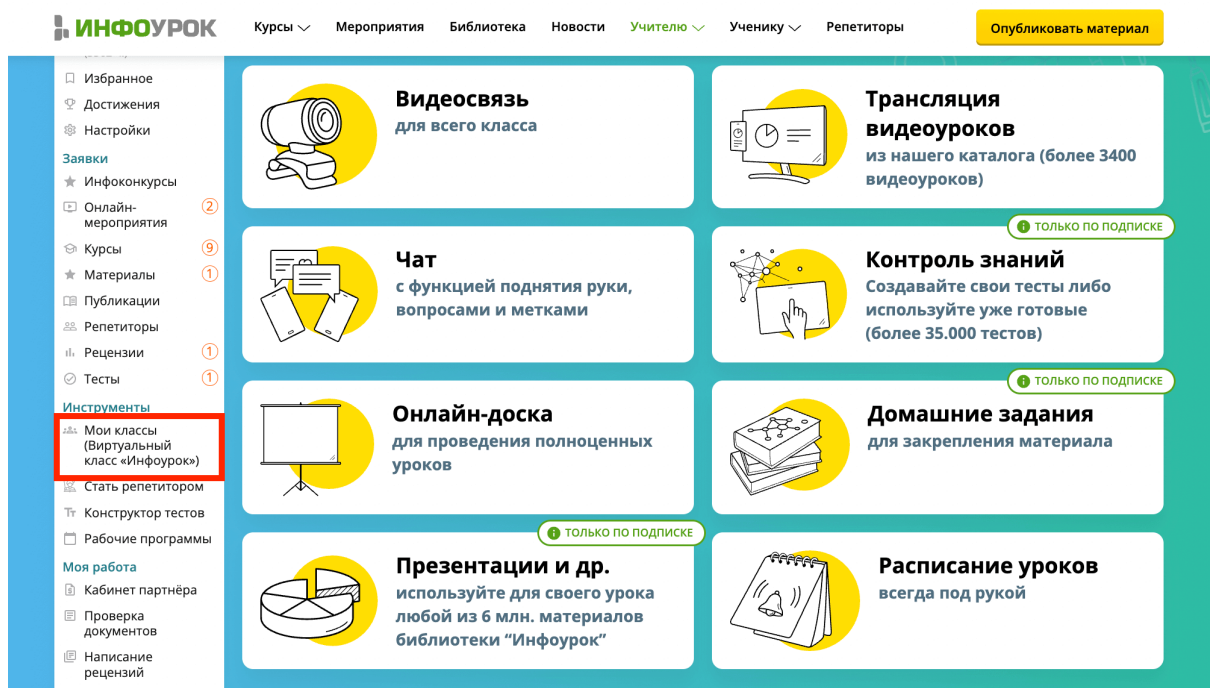 ИНФОУРОК
Курсы
Мероприятия
Библиотека
Новости
Учителю
Ученику
Репетиторы
Опубликовать материал
Избранное
Достижения
Настройки
Заявки
Инфоконкурсы
Онлайн-
мероприятия
2
Курсы
9
Материалы
1
Публикации
Репетиторы
Рецензии
1
Тесты
1
Инструменты
Мои классы
(Виртуальный
класс «Инфоурок»)
Стать репетитором
Конструктор тестов
Рабочие программы
Моя работа
Кабинет партнёра
Проверка
документов
Написание
рецензий
Видеосвязь
для всего класса
Трансляция
видеоуроков
из нашего каталога (более 3400
видеоуроков)
Чат
с функцией поднятия руки,
вопросами и метками
ТОЛЬКО ПО ПОДПИСКЕ
Контроль знаний
Создавайте свои тесты либо
используйте уже готовые
(более 35.000 тестов)
Онлайн-доска
для проведения полноценных
уроков
ТОЛЬКО ПО ПОДПИСКЕ
Домашние задания
для закрепления материала
ТОЛЬКО ПО ПОДПИСКЕ
Презентации и др.
используйте для своего урока
любой из 6 млн. материалов
библиотеки “Инфоурок”
Расписание уроков
всегда под рукой